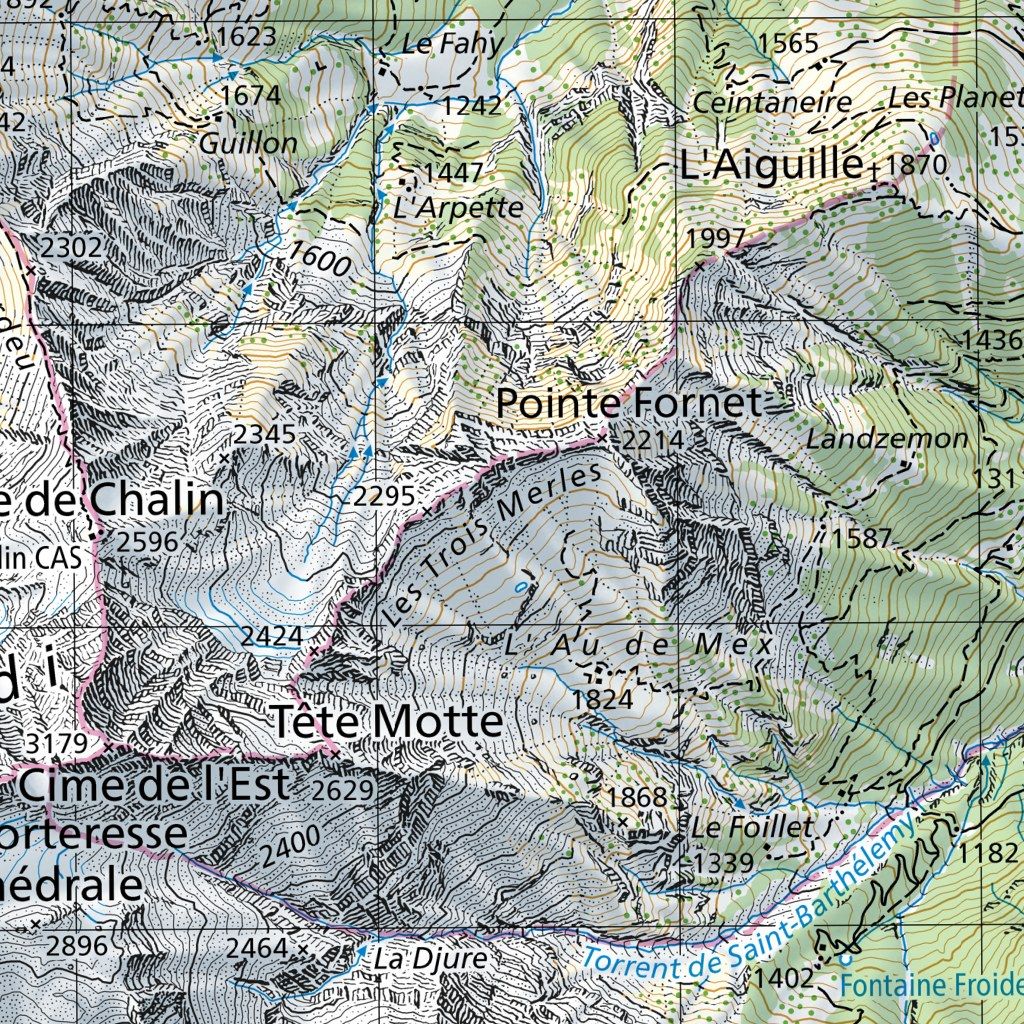 1623
Le Fahy
1565
1674
1242
Ceintaneire
Les Planet
Guillon
1447
L'Aiguille
1870
L'Arpette
2302
1997
1600
1436
Pointe Fornet
2345
2214
Landzemon
e de Chalin
2295
Les Trois Merles
131
2596
lin CAS
1587
2424
L' Au de Mex
d i
1824
Tête Motte
3179
Cime de l'Est
2629
1868
orteresse
2400
Le Foillet
1339
1182
hédrale
2896
2464
La Djure
Torrent de Saint-Barthélemy
1402
Fontaine Froide